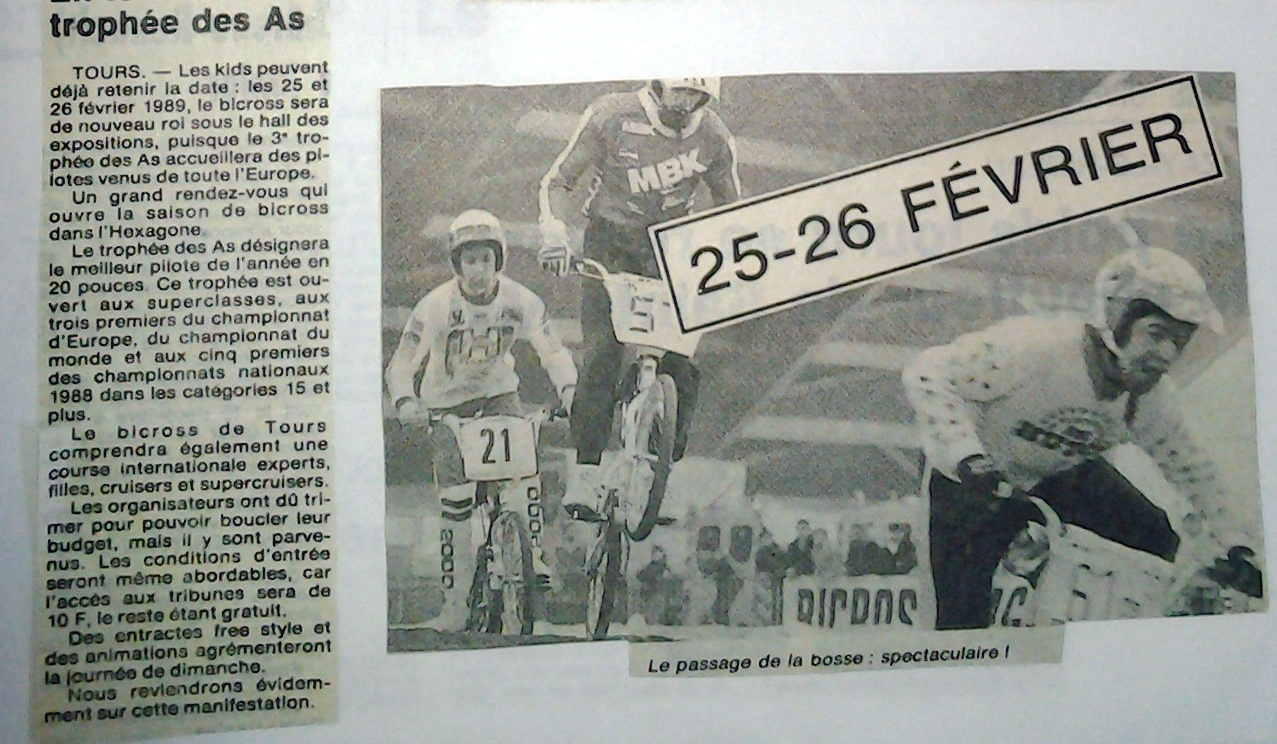 trophée des As
TOURS. — Les kids peuvent
déjà retenir la date : les 25 et
26 février 1989, le bicross sera
de nouveau roi sous le hall des
expositions, puisque le 3e tro-
phée des As accueillera des pi-
lotes venus de toute l'Europe.
Un grand rendez-vous qui
ouvre la saison de bicross
dans l'Hexagone.
Le trophée des As désignera
le meilleur pilote de l'année en
20 pouces. Ce trophée est ou-
vert aux superclasses, aux
trois premiers du championnat
d'Europe, du championnat du
monde et aux cinq premiers
des championnats nationaux
1988 dans les catégories 15 et
plus.
Le bicross de Tours
comprendra également une
course internationale experts,
filles, cruisers et supercruisers.
Les organisateurs ont dû tri-
mer pour pouvoir boucler leur
budget, mais il y sont parve-
nus. Les conditions d'entrée
seront même abordables, car
l'accès aux tribunes sera de
10 F, le reste étant gratuit.
Des entractes free style et
des animations agrémenteront
la journée de dimanche.
Nous reviendrons évidem-
ment sur cette manifestation.
MBK
25-26 FÉVRIER
21
Le passage de la bosse : spectaculaire !